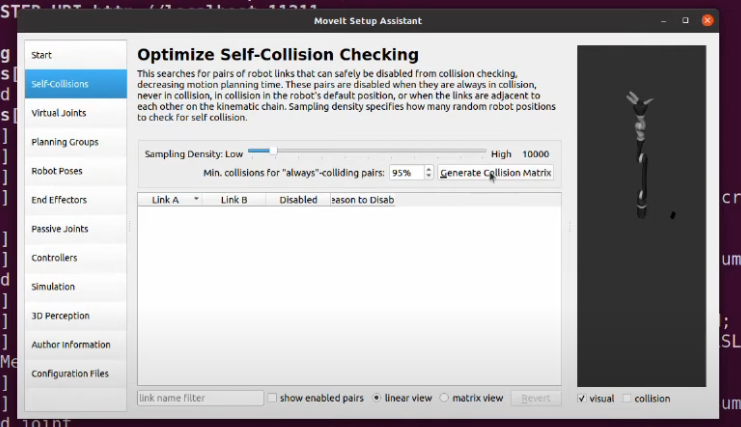 STER_URI http://localhost:11311
MoveIt Setup Assistant
Start
Self-Collisions
Virtual Joints
Planning Groups
Robot Poses
End Effectors
Passive Joints
Controllers
Simulation
3D Perception
Author Information
Configuration Files
Optimize Self-Collision Checking
This searches for pairs of robot links that can safely be disabled from collision checking,
decreasing motion planning time. These pairs are disabled when they are always in collision,
never in collision, in collision in the robot's default position, or when the links are adjacent to
each other on the kinematic chain. Sampling density specifies how many random robot positions
to check for self collision.
Sampling Density: Low High 10000
Min. collisions for "always"-colliding pairs: 95% Generate Collision Matrix
Link A Link B Disabled eason to Disab
link name filter show enabled pairs linear view matrix view Revert
visual collision